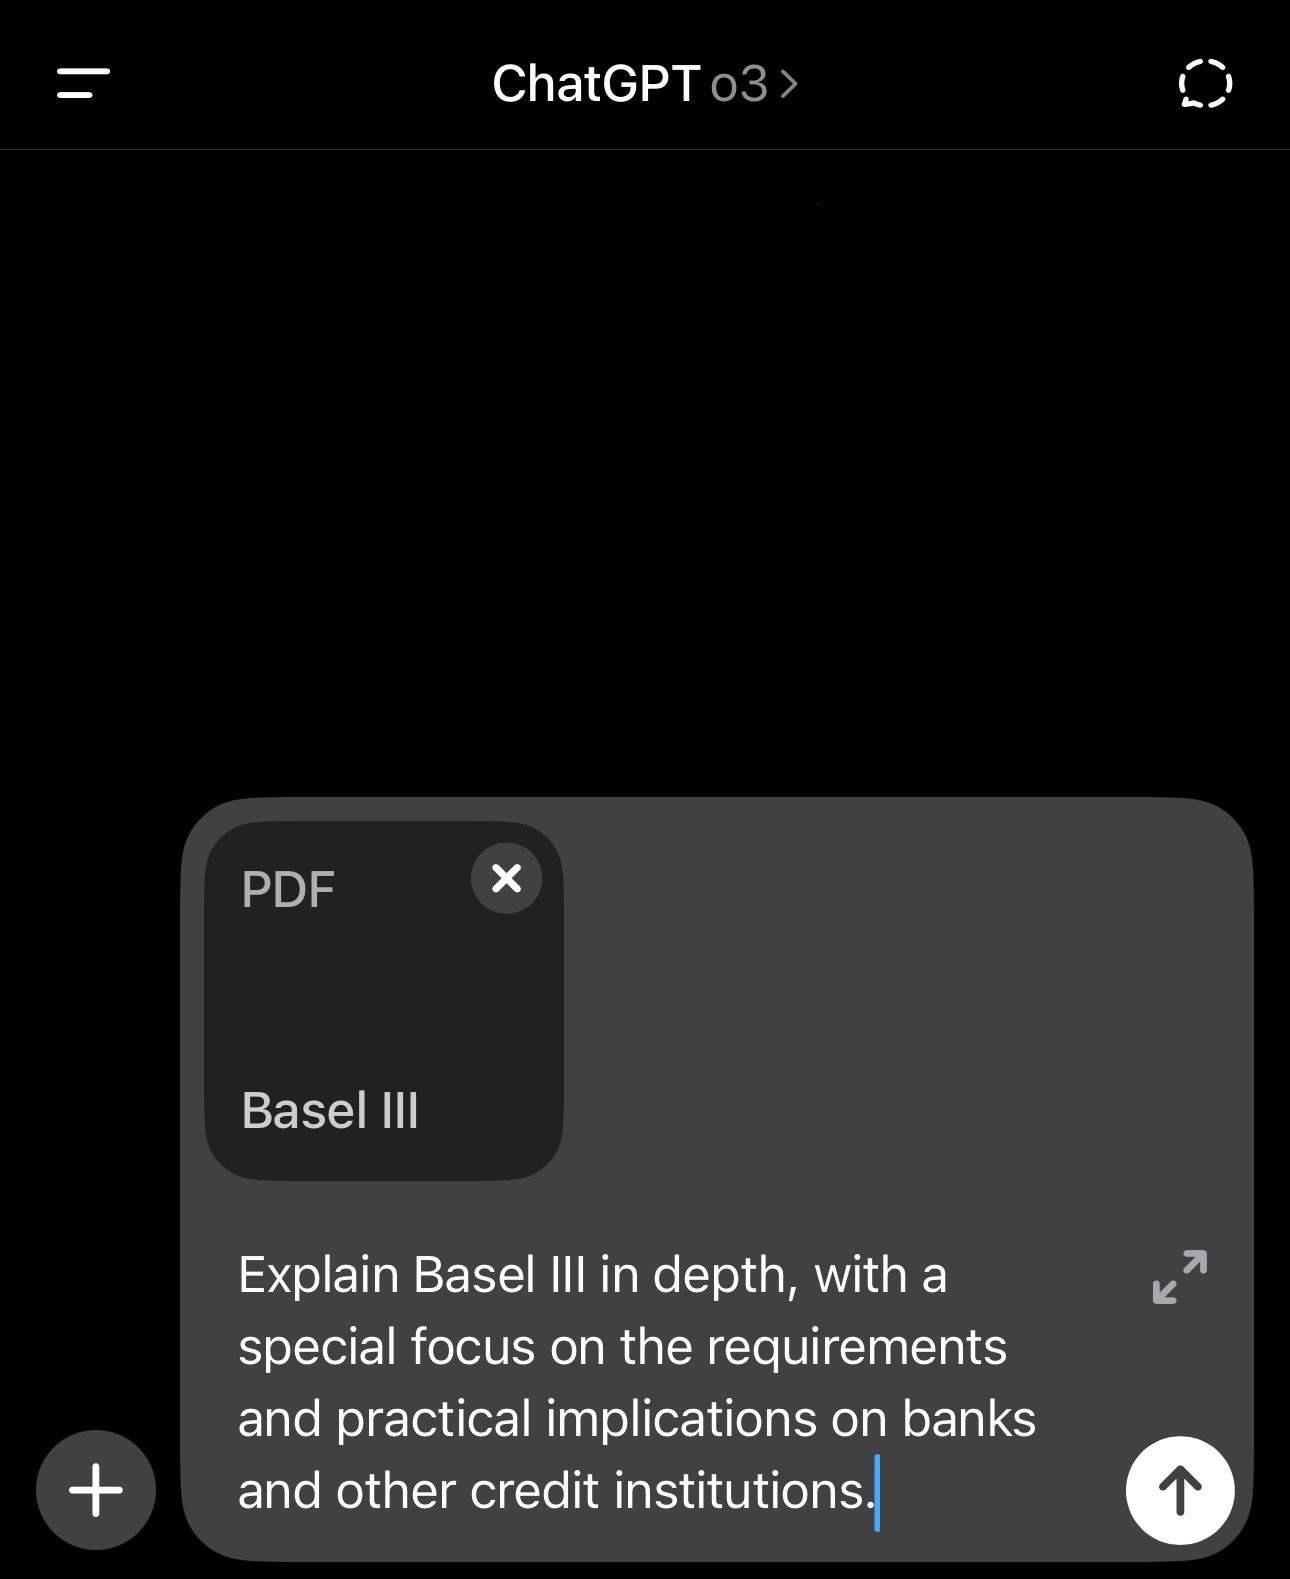 ChatGPT o3
PDF
Basel III
Explain Basel III in depth, with a
special focus on the requirements
and practical implications on banks
and other credit institutions.